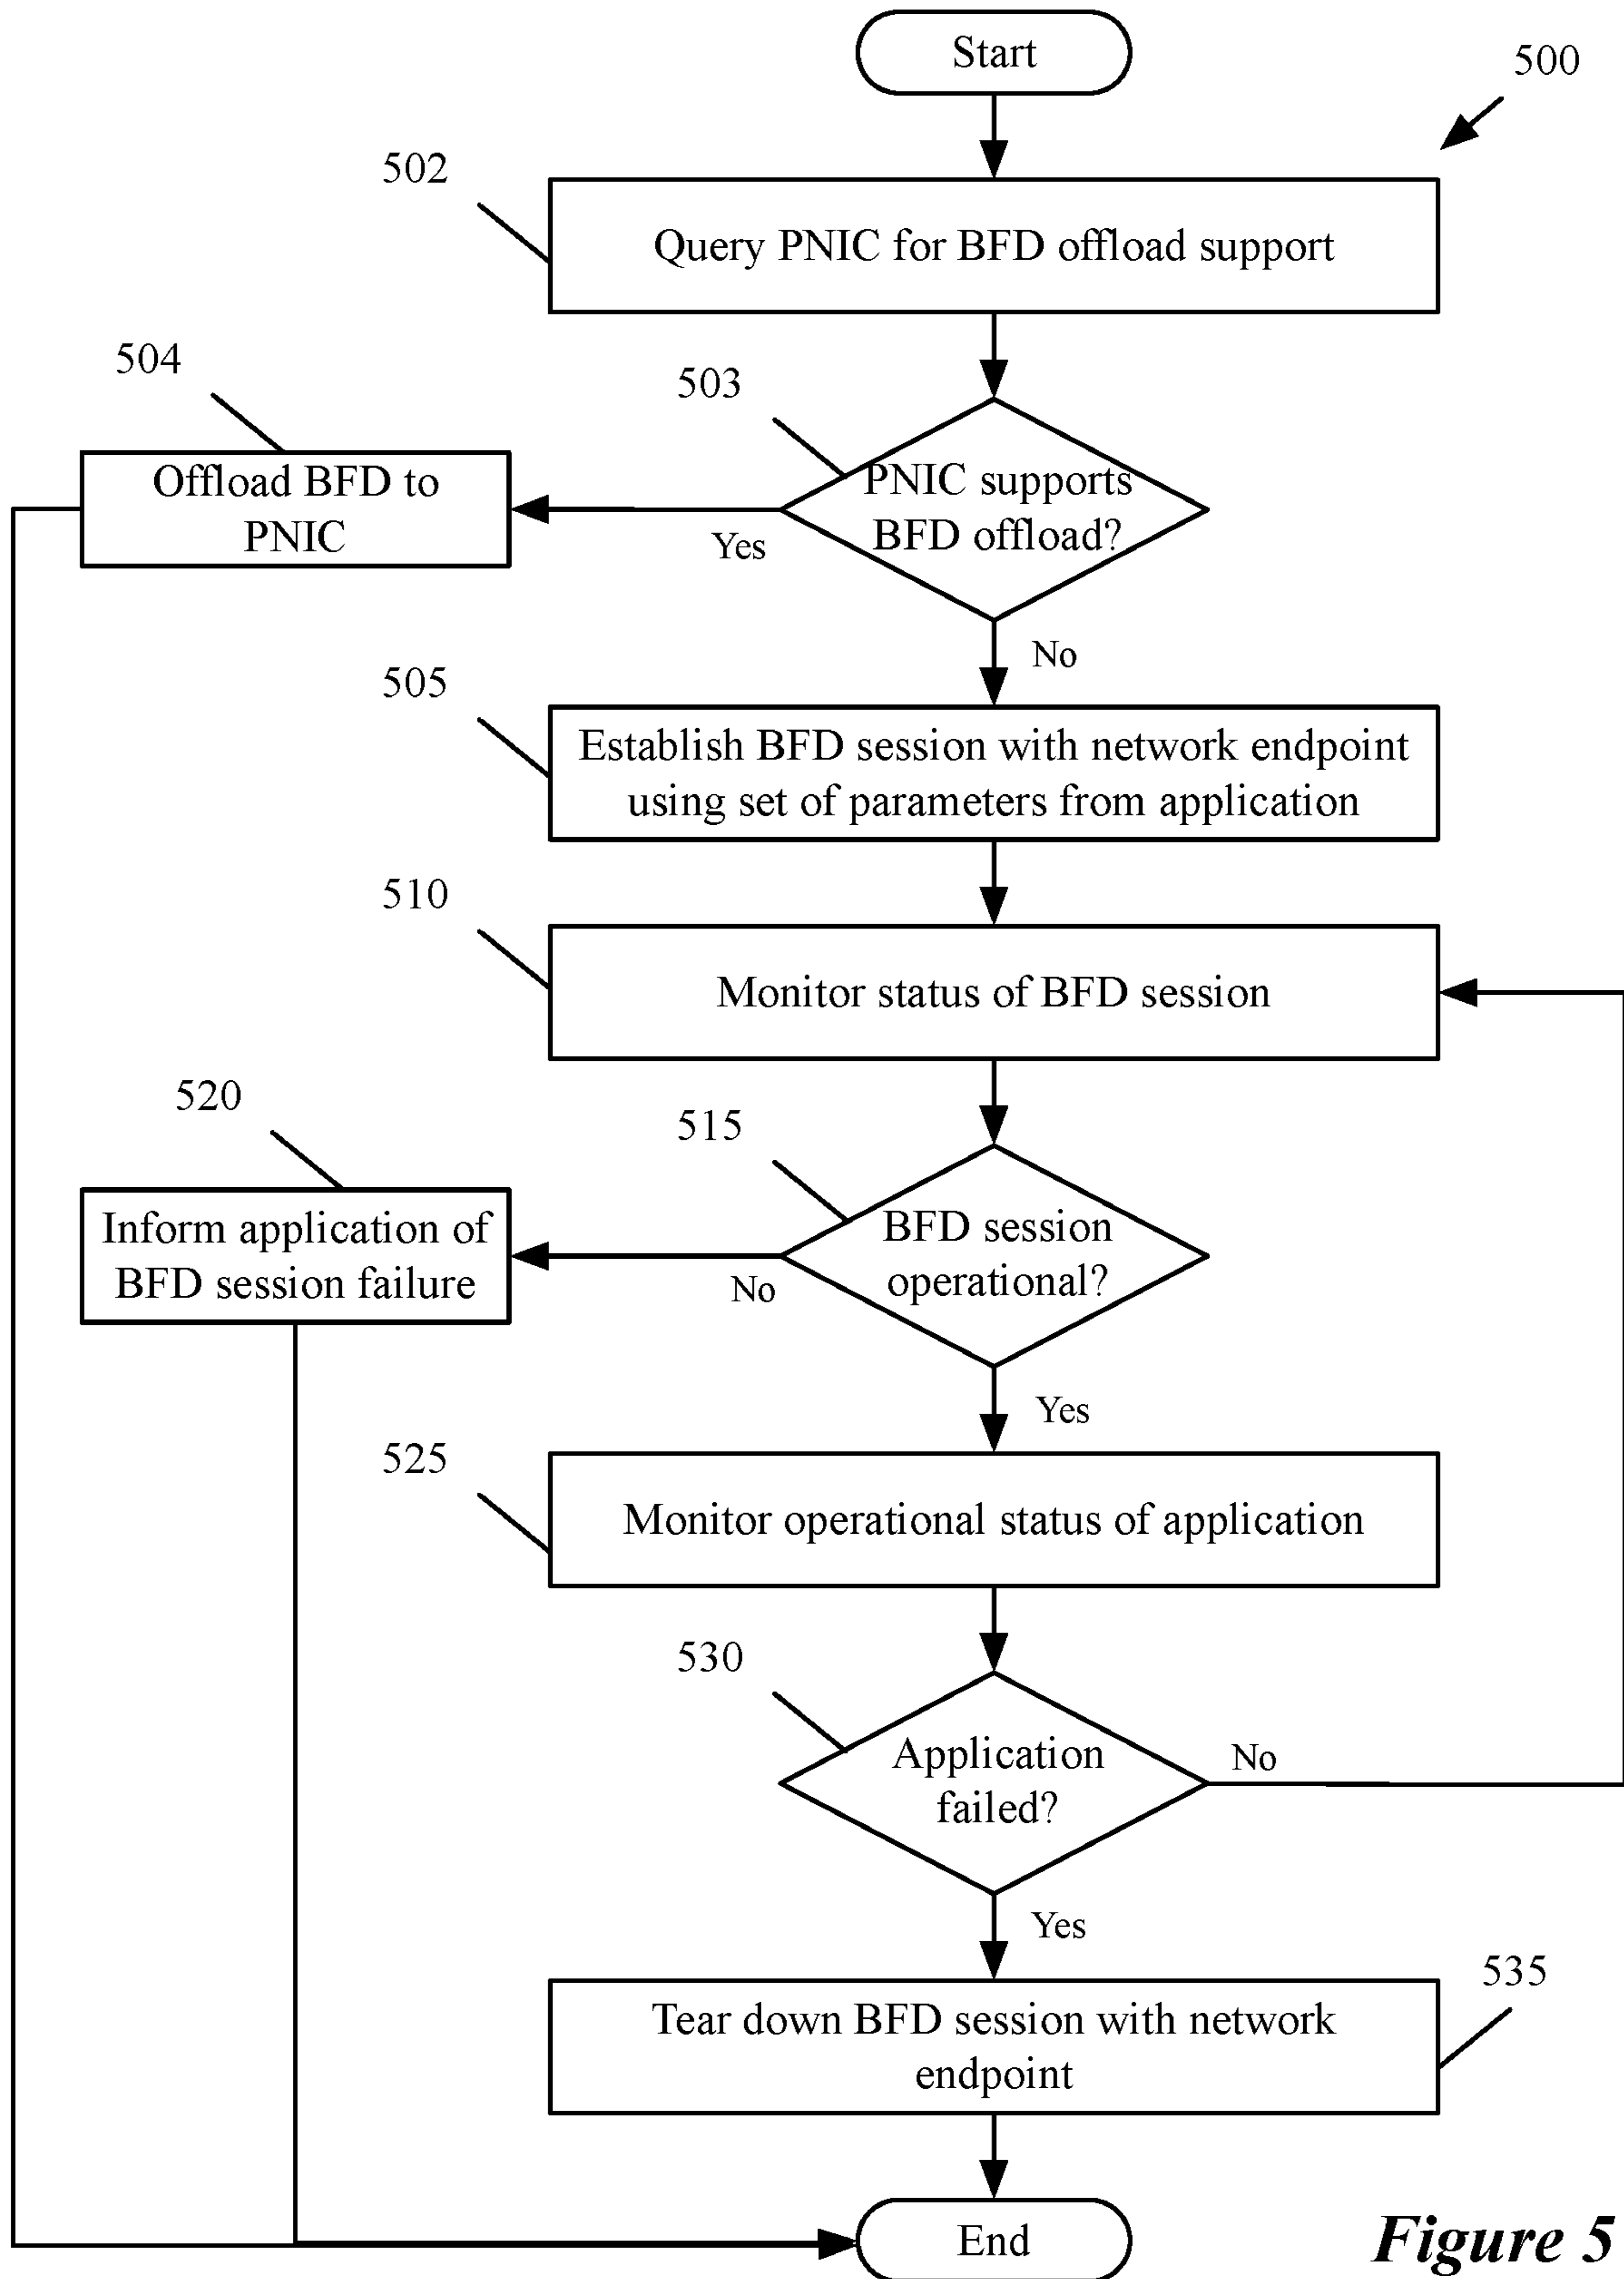 Start
500
502
Query PNIC for BFD offload support
504
503
Offload BFD to
PNIC
PNIC supports
BFD offload?
Yes
No
505
Establish BFD session with network endpoint
using set of parameters from application
510
Monitor status of BFD session
520
515
Inform application of
BFD session failure
BFD session
operational?
No
Yes
525
Monitor operational status of application
530
Application
failed?
No
Yes
535
Tear down BFD session with network
endpoint
End
Figure 5